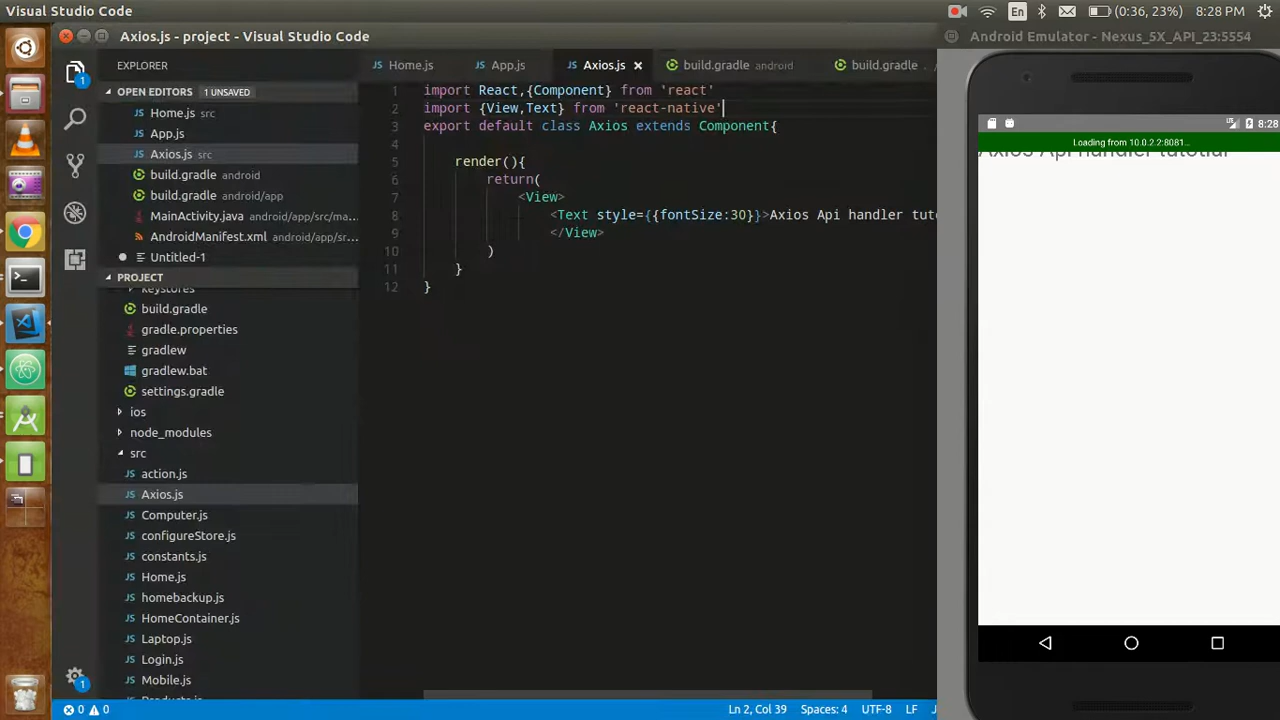 Visual Studio Code
En
(0:36, 23%)
8:28 PM
Axios.js - project - Visual Studio Code
Android Emulator - Nexus_5X_API_23:5554
EXPLORER
OPEN EDITORS 1 UNSAVED
JS Home.js src
JS App.js
JS Axios.js src
build.gradle android
build.gradle android/app
MainActivity.java android/app/src/ma...
AndroidManifest.xml android/app/sr...
Untitled-1
PROJECT
keystores
build.gradle
gradle.properties
gradlew
gradlew.bat
settings.gradle
ios
node_modules
src
JS action.js
JS Axios.js
JS Computer.js
JS configureStore.js
JS constants.js
JS Home.js
JS homebackup.js
JS HomeContainer.js
JS Laptop.js
JS Login.js
JS Mobile.js
JS Products.js
1
1
JS Home.js
JS App.js
JS Axios.js
build.gradle android
build.gradle
1 import React,{Component} from 'react'
2 import {View,Text} from 'react-native'
3 export default class Axios extends Component{
4
5 render(){
6 return(
7 <View>
8 <Text style={{fontSize:30}}>Axios Api handler tut
9 </View>
10 )
11 }
12 }
8:28
Loading from 10.0.2.2:8081...
Axios Api handler tutotial
0 0
Ln 2, Col 39
Spaces: 4
UTF-8
LF